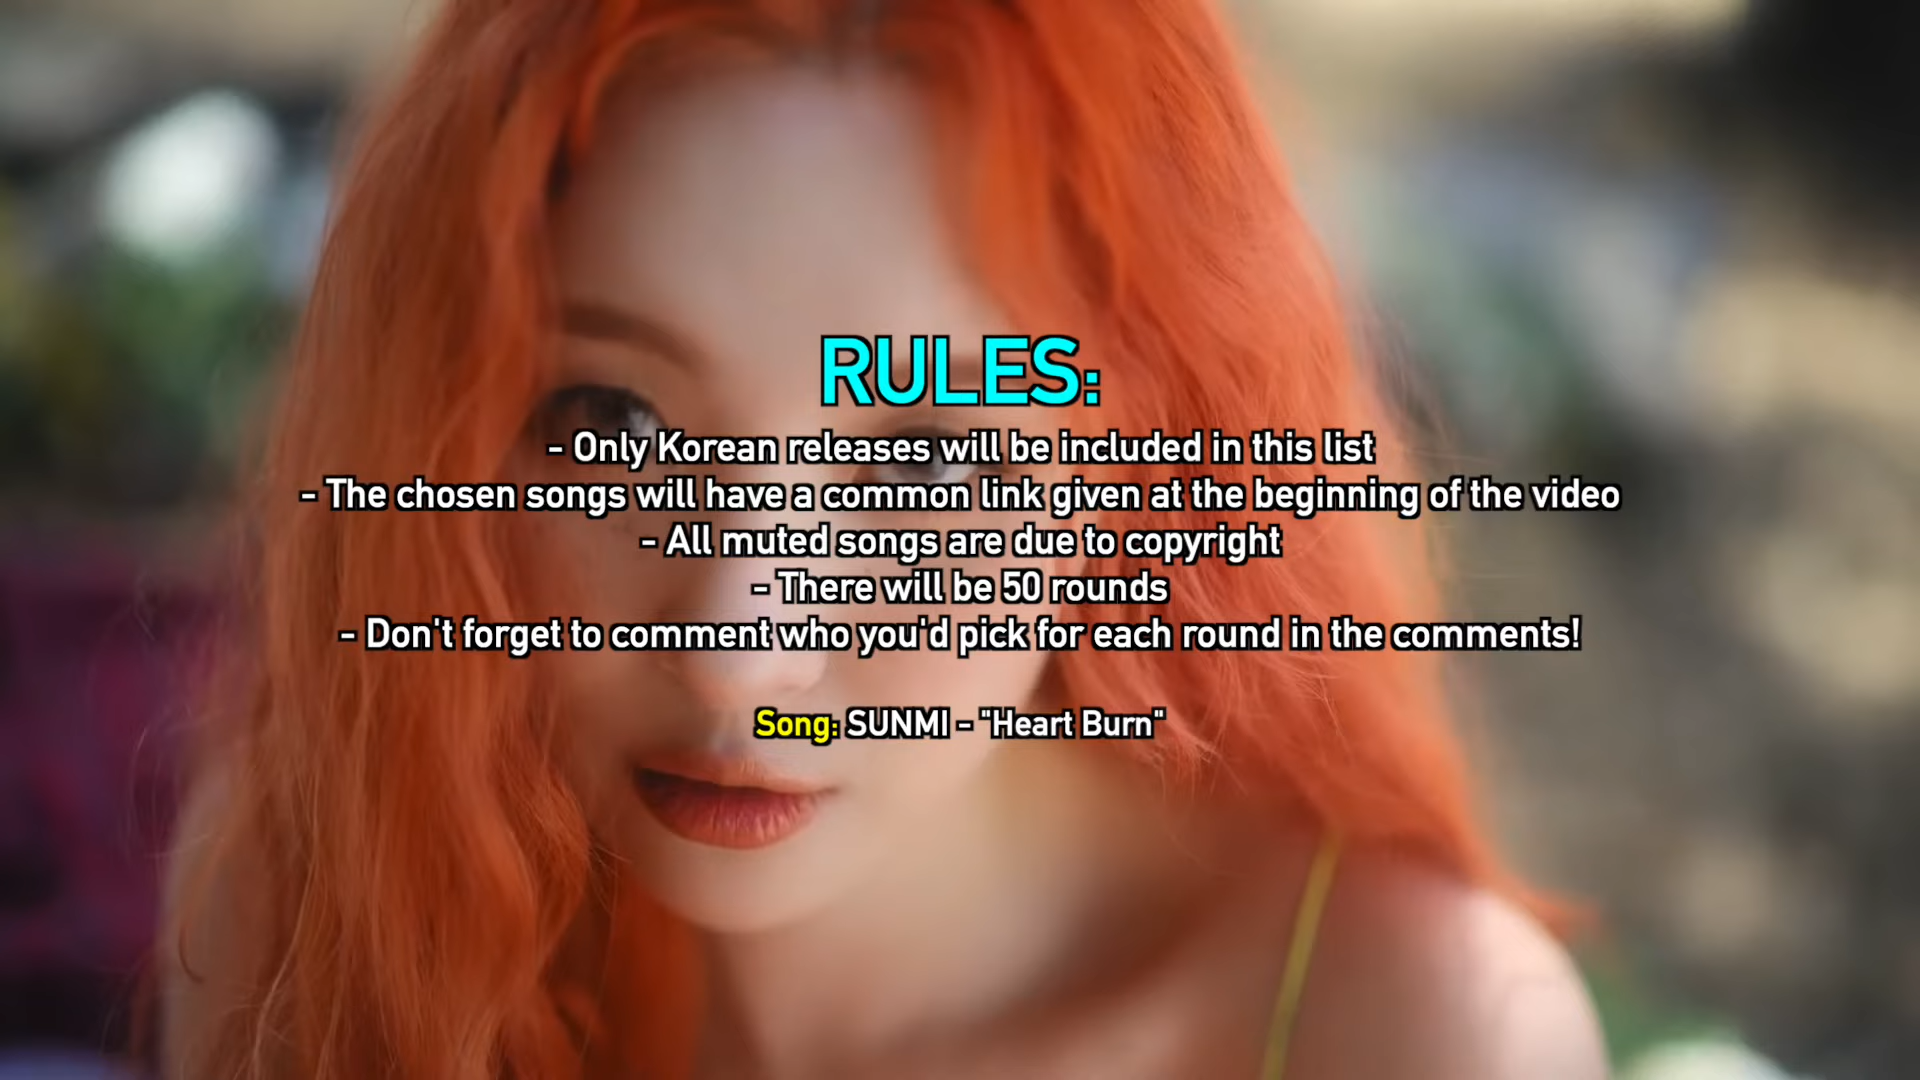 RULES:
- Only Korean releases will be included in this list
- The chosen songs will have a common link given at the beginning of the video
- All muted songs are due to copyright
- There will be 50 rounds
- Don't forget to comment who you'd pick for each round in the comments!
Song: SUNMI - "Heart Burn"